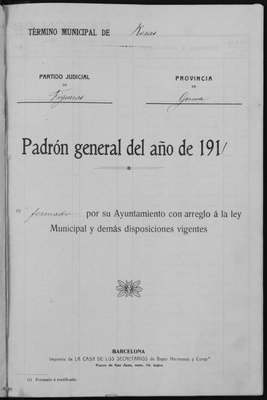 TÉRMINO MUNICIPAL DE Rosas
PARTIDO JUDICIAL
DE
Figueras
PROVINCIA
DE
Gerona
Padrón general del año de 1911
(1) formado por su Ayuntamiento con arreglo á la ley
Municipal y demás disposiciones vigentes
BARCELONA
Imprenta de LA CASA DE LOS SECRETARIOS de Bayer Hermanos y Compª
(1) Formado ó rectificado.